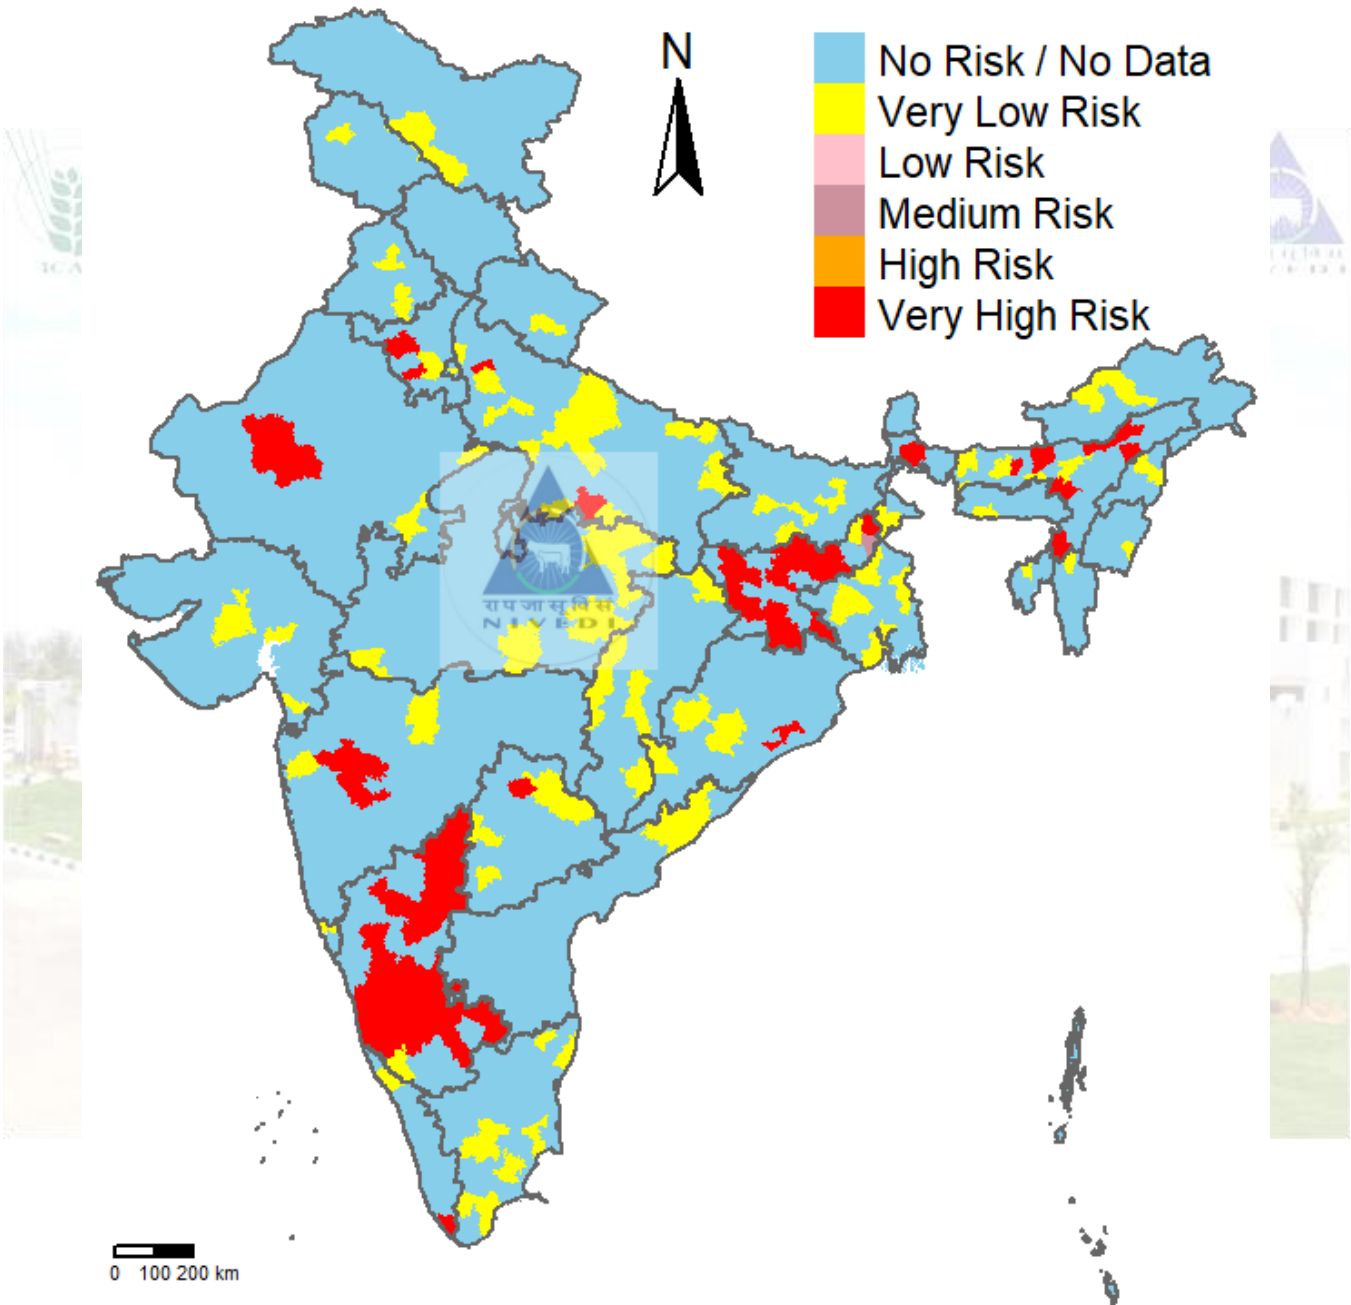 N
No Risk / No Data
Very Low Risk
Low Risk
Medium Risk
High Risk
Very High Risk
रा प जा सू वि सं
NIVEDI
0 100 200 km